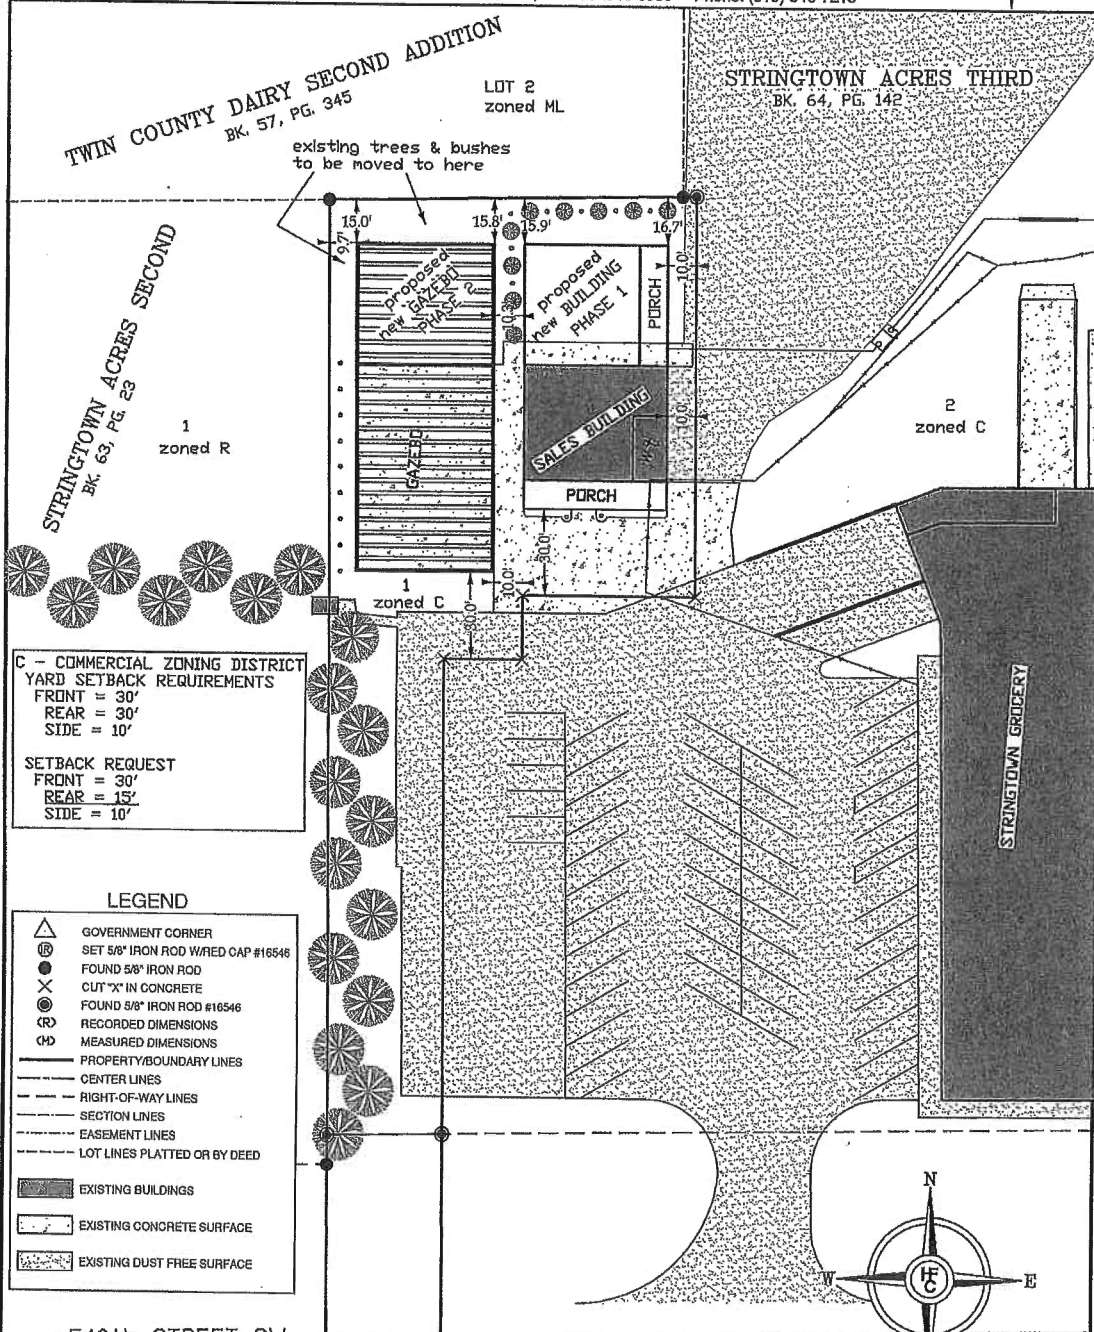 Phone: (319)
TWIN COUNTY DAIRY SECOND ADDITION
BK. 57, PG. 345
LOT 2
zoned ML
STRINGTOWN ACRES THIRD
BK. 64, PG. 142
existing trees & bushes
to be moved to here
15.0'
15.8'
15.9'
16.7'
9.7'
10.0'
STRINGTOWN ACRES SECOND
BK. 63, PG. 23
proposed
new GAZEBO
PHASE 2
proposed
new BUILDING
PHASE 1
PORCH
10.3'
1
zoned R
GAZEBO
SALES BUILDING
10.0'
PORCH
2
zoned C
30.0'
10.0'
1
zoned C
30.0'
C - COMMERCIAL ZONING DISTRICT
YARD SETBACK REQUIREMENTS
FRONT = 30'
REAR = 30'
SIDE = 10'
SETBACK REQUEST
FRONT = 30'
REAR = 15'
SIDE = 10'
STRINGTOWN GROCERY
LEGEND
GOVERNMENT CORNER
IR SET 5/8" IRON ROD W/RED CAP #16546
FOUND 5/8" IRON ROD
CUT "X" IN CONCRETE
FOUND 5/8" IRON ROD #16546
(R) RECORDED DIMENSIONS
(M) MEASURED DIMENSIONS
PROPERTY/BOUNDARY LINES
CENTER LINES
RIGHT-OF-WAY LINES
SECTION LINES
EASEMENT LINES
LOT LINES PLATTED OR BY DEED
EXISTING BUILDINGS
EXISTING CONCRETE SURFACE
EXISTING DUST FREE SURFACE
N
W
E
HFC
STREET